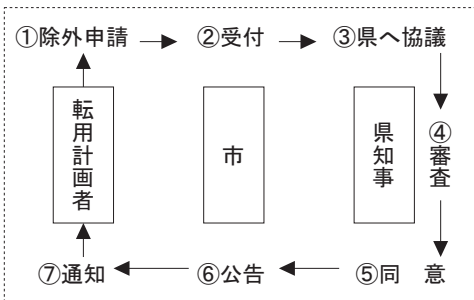 ①除外申請
②受付
③県へ協議
転用計画者
市
県知事
④審査
⑤同　意
⑥公告
⑦通知